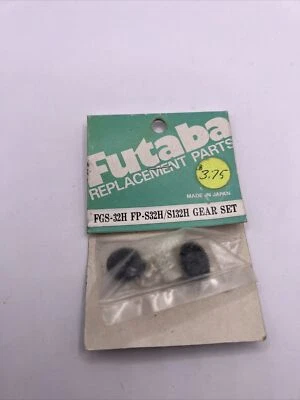 Futaba
REPLACEMENT PARTS
3.75
MADE IN JAPAN
FGS-32H FP-S32H/S132H GEAR SET